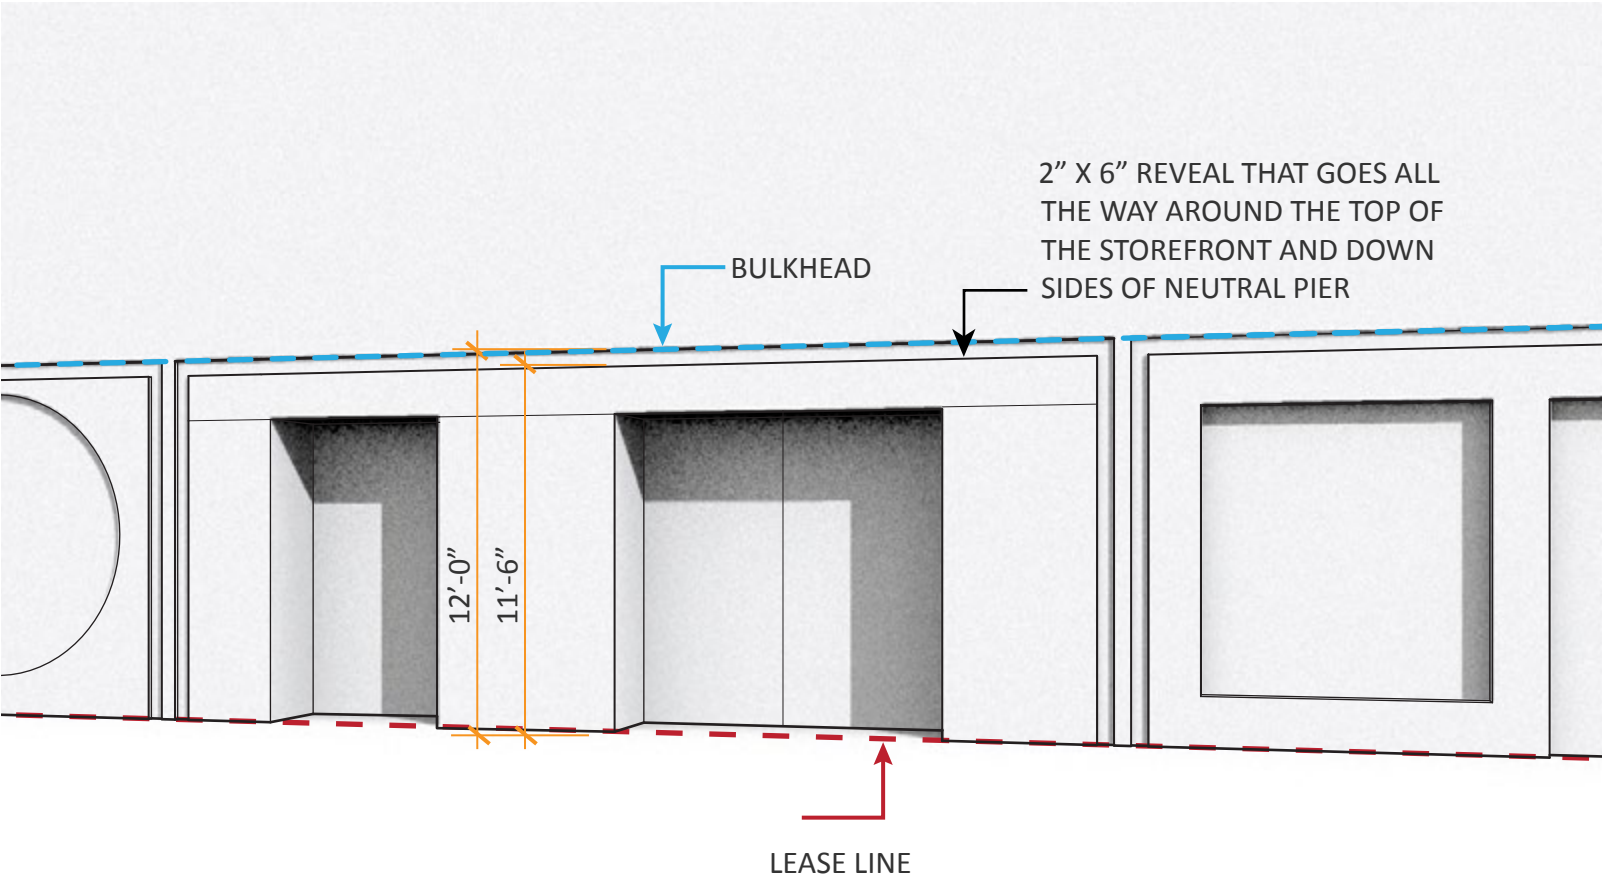 2” X 6” REVEAL THAT GOES ALL
THE WAY AROUND THE TOP OF
THE STOREFRONT AND DOWN
SIDES OF NEUTRAL PIER
BULKHEAD
12’-0”
11’-6”
LEASE LINE